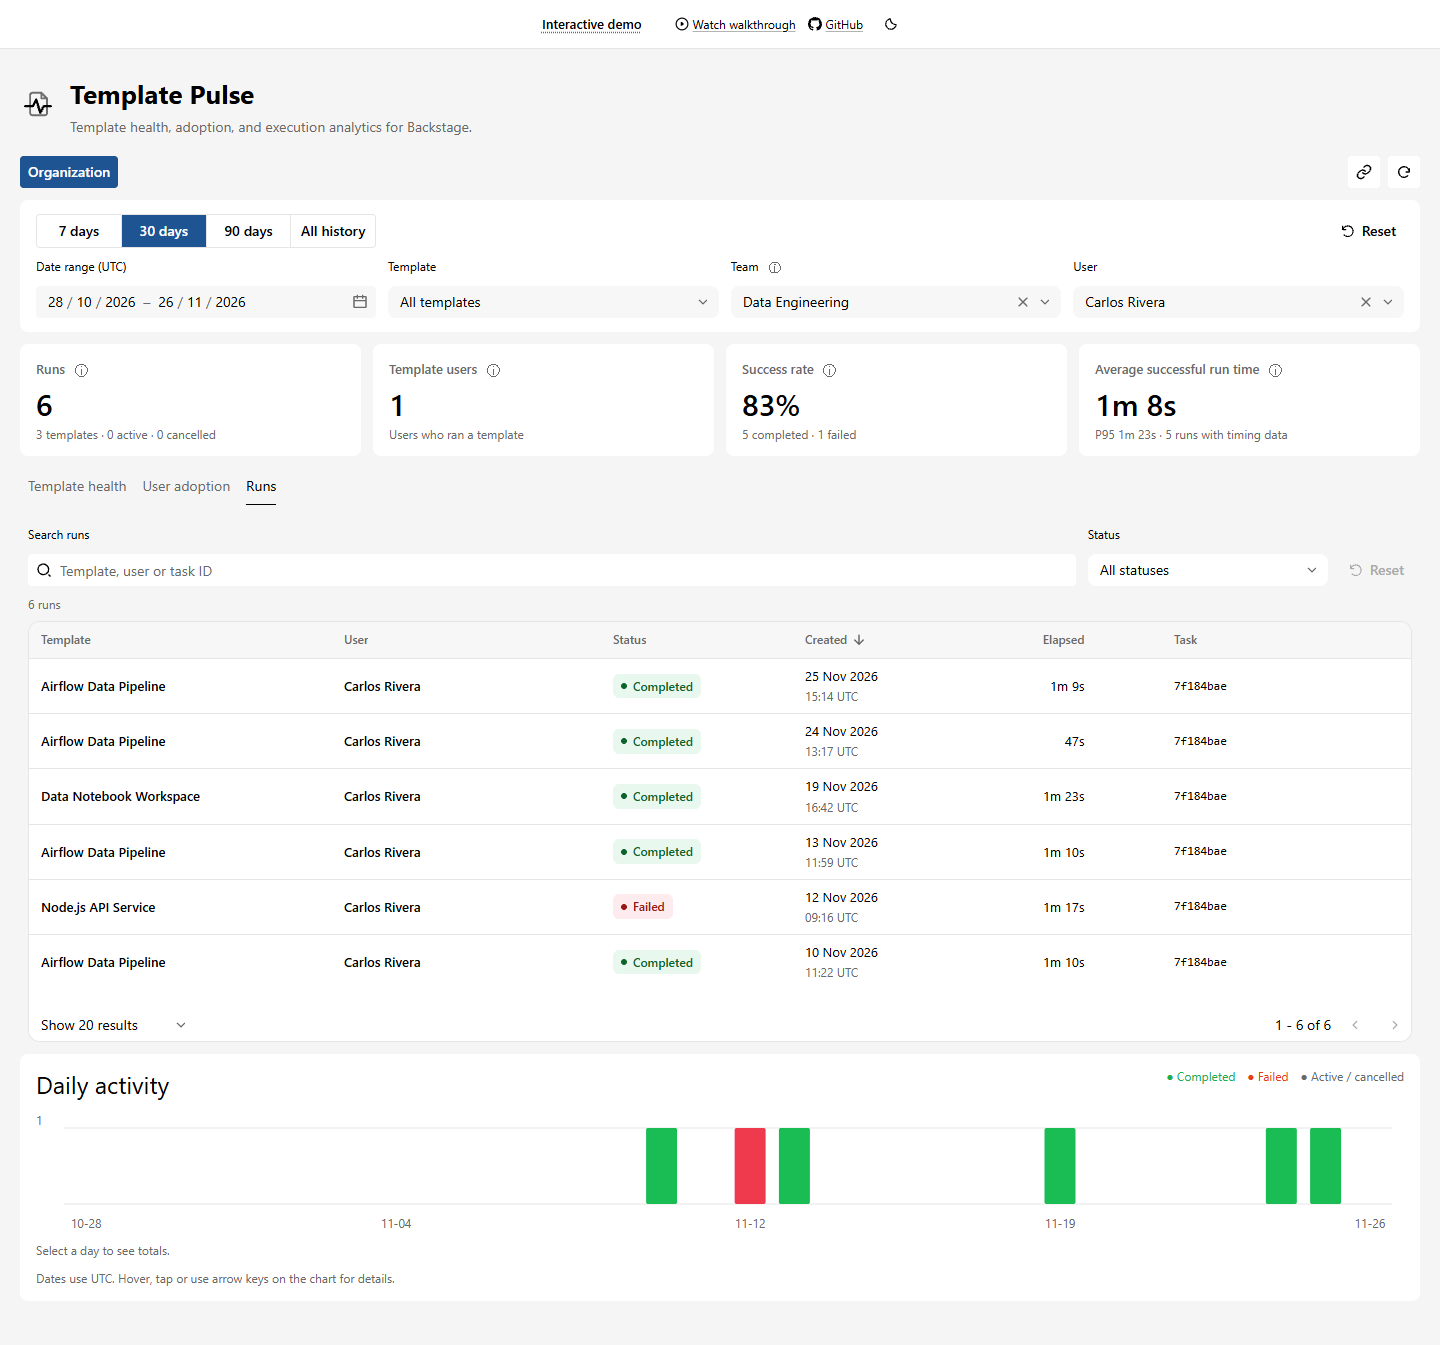 Interactive demo
Watch walkthrough
GitHub
Template Pulse
Template health, adoption, and execution analytics for Backstage.
Organization
7 days
30 days
90 days
All history
Reset
Date range (UTC)
Template
Team
User
28 / 10 / 2026 – 26 / 11 / 2026
All templates
Data Engineering
Carlos Rivera
Runs
6
3 templates · 0 active · 0 cancelled
Template users
1
Users who ran a template
Success rate
83%
5 completed · 1 failed
Average successful run time
1m 8s
P95 1m 23s · 5 runs with timing data
Template health
User adoption
Runs
Search runs
Status
Template, user or task ID
All statuses
Reset
6 runs
Template User Status Created Elapsed Task
Airflow Data Pipeline Carlos Rivera Completed 25 Nov 2026 15:14 UTC 1m 9s 7f184bae
Airflow Data Pipeline Carlos Rivera Completed 24 Nov 2026 13:17 UTC 47s 7f184bae
Data Notebook Workspace Carlos Rivera Completed 19 Nov 2026 16:42 UTC 1m 23s 7f184bae
Airflow Data Pipeline Carlos Rivera Completed 13 Nov 2026 11:59 UTC 1m 10s 7f184bae
Node.js API Service Carlos Rivera Failed 12 Nov 2026 09:16 UTC 1m 17s 7f184bae
Airflow Data Pipeline Carlos Rivera Completed 10 Nov 2026 11:22 UTC 1m 10s 7f184bae
Show 20 results
1 - 6 of 6
Daily activity
Completed
Failed
Active / cancelled
1
10-28
11-04
11-12
11-19
11-26
Select a day to see totals.
Dates use UTC. Hover, tap or use arrow keys on the chart for details.